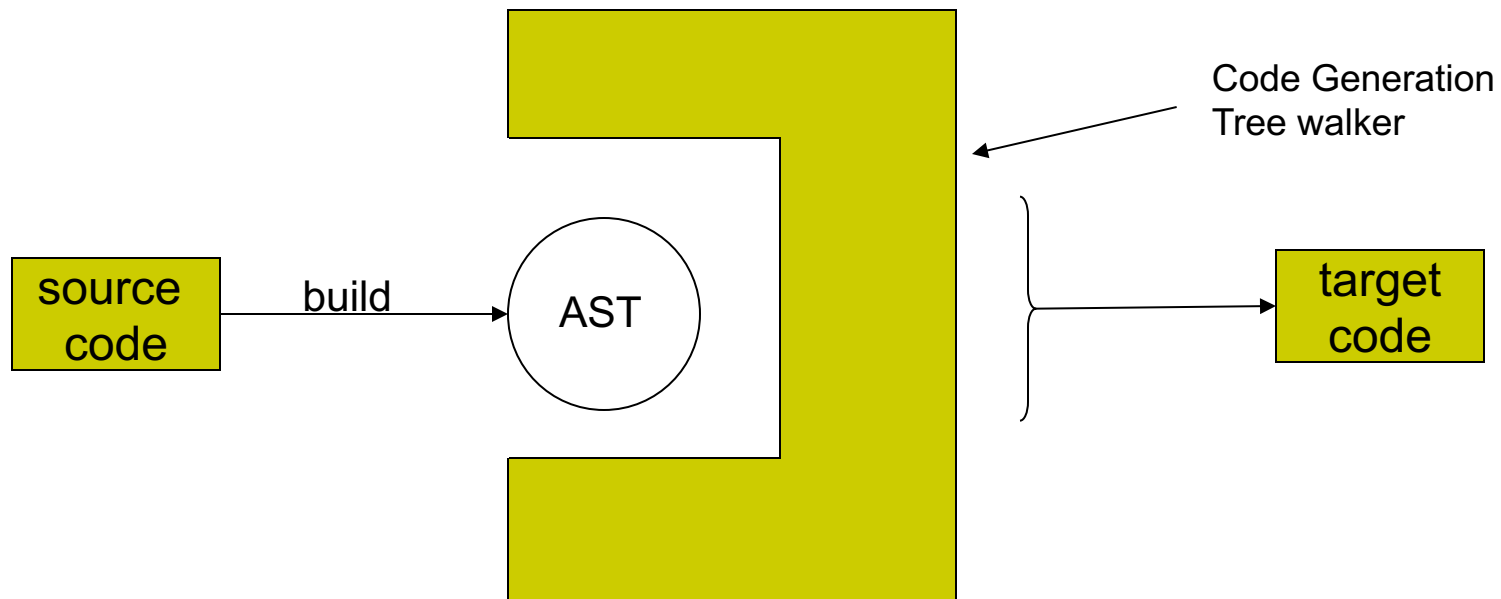 Code Generation
Tree walker
source
code
build
AST
target
code